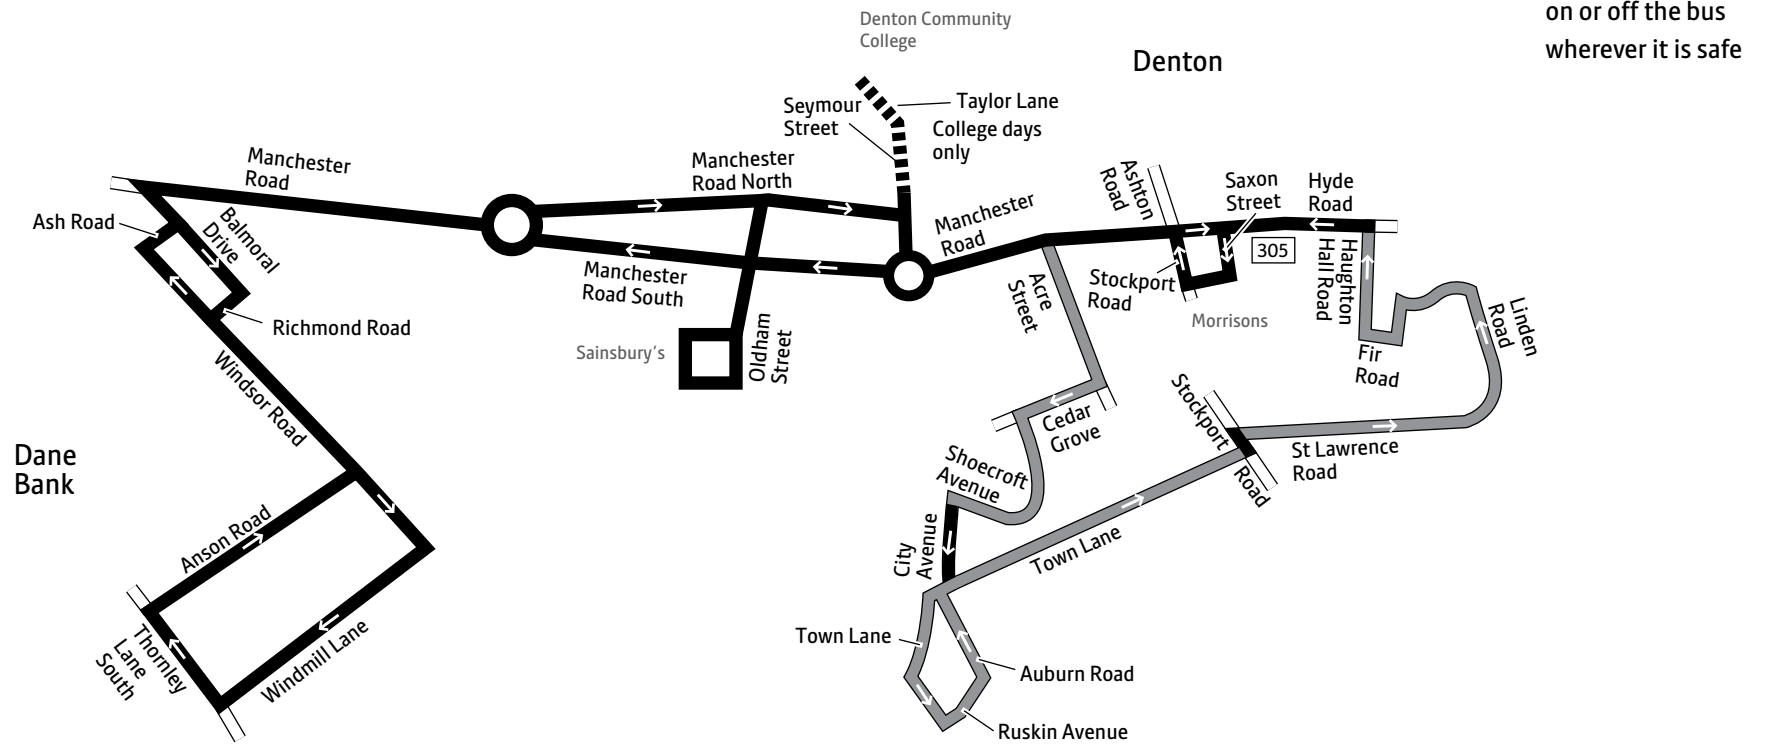 on or off the bus
wherever it is safe
Denton Community
College
Denton
Seymour
Street
Taylor Lane
College days
only
Manchester
Road
Manchester
Road North
Ash Road
Balmoral
Drive
Manchester
Road
Ashton
Road
Saxon
Street
Hyde
Road
305
Manchester
Road South
Stockport
Road
Haughton
Hall Road
Richmond Road
Acre
Street
Morrisons
Linden
Road
Sainsbury's
Oldham
Street
Fir
Road
Windsor Road
Cedar
Grove
Stockport
Road
St Lawrence
Road
Dane
Bank
Shoecroft
Avenue
Anson Road
City
Avenue
Town Lane
Thornley
Lane
South
Windmill Lane
Town Lane
Auburn Road
Ruskin Avenue